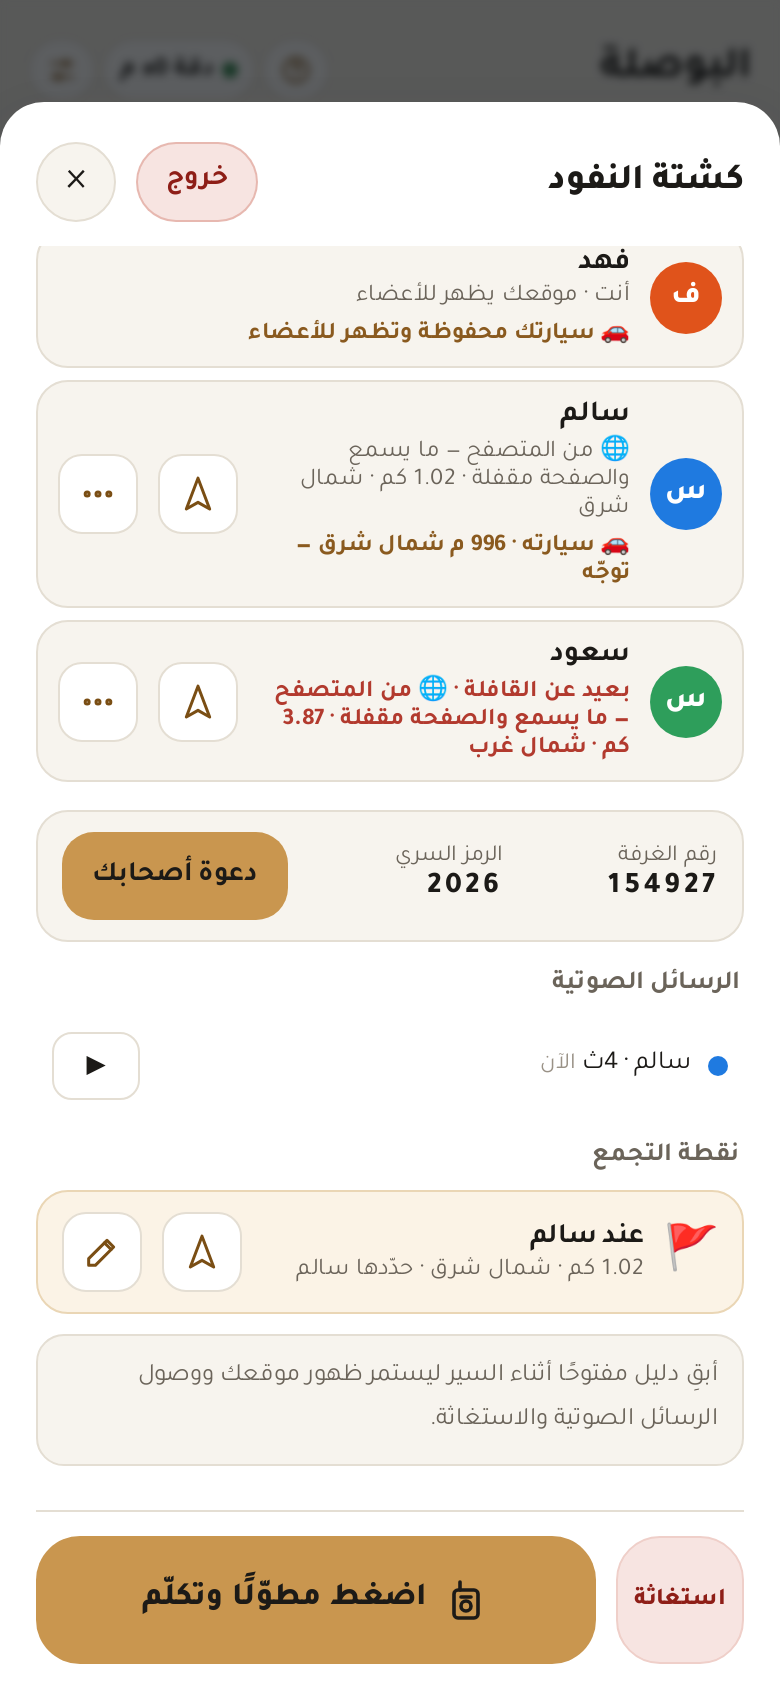 البوصلة
كشتة النفود
خروج
×
ف
فهد
أنت · موقعك يظهر للأعضاء
🚗 سيارتك محفوظة وتظهر للأعضاء
س
سالم
🌐 من المتصفح – ما يسمع
والصفحة مقفلة · 1.02 كم · شمال
شرق
🚗 سيارته · 996 م شمال شرق –
توجّه
س
سعود
بعيد عن القافلة · 🌐 من المتصفح
– ما يسمع والصفحة مقفلة · 3.87
كم · شمال غرب
رقم الغرفة
154927
الرمز السري
2026
دعوة أصحابك
الرسائل الصوتية
سالم · 4ث الآن
نقطة التجمع
عند سالم
1.02 كم · شمال شرق · حدّدها سالم
أبقِ دليل مفتوحًا أثناء السير ليستمر ظهور موقعك ووصول
الرسائل الصوتية والاستغاثة.
استغاثة
اضغط مطوّلًا وتكلّم